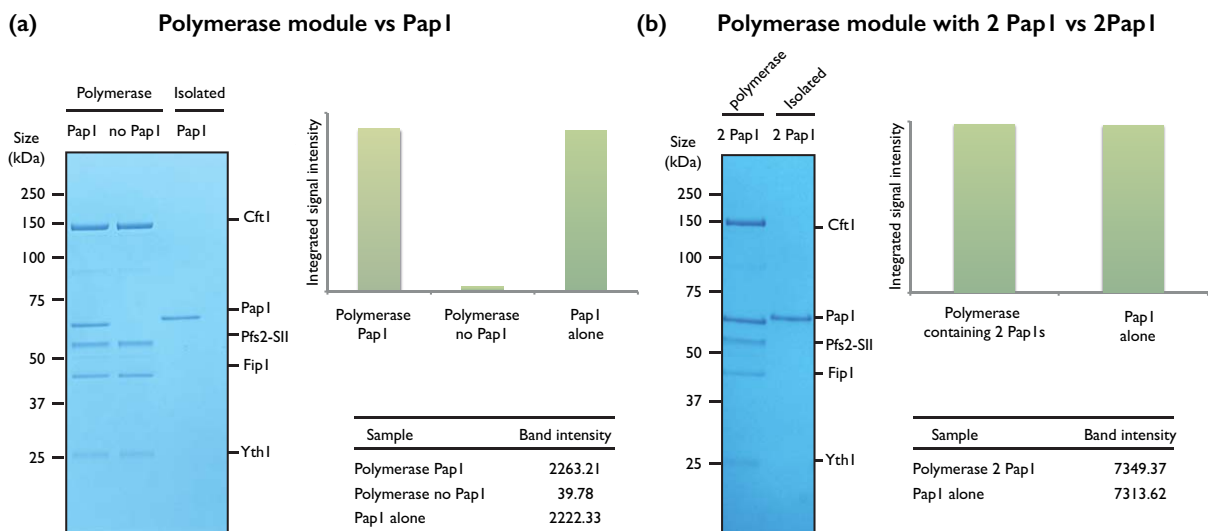 (a) Polymerase module vs Pap1
Polymerase Isolated
Pap1 no Pap1 Pap1
Size
(kDa)
250
150
100
75
50
37
25
Cft1
Pap1
Pfs2-SII
Fip1
Yth1
Integrated signal intensity
Polymerase
Pap1
Polymerase
no Pap1
Pap1
alone
Sample Band intensity
Polymerase Pap1 2263.21
Polymerase no Pap1 39.78
Pap1 alone 2222.33
(b) Polymerase module with 2 Pap1 vs 2Pap1
polymerase Isolated
2 Pap1 2 Pap1
Size
(kDa)
250
150
100
75
50
37
25
Cft1
Pap1
Pfs2-SII
Fip1
Yth1
Integrated signal intensity
Polymerase
containing 2 Pap1s
Pap1
alone
Sample Band intensity
Polymerase 2 Pap1 7349.37
Pap1 alone 7313.62